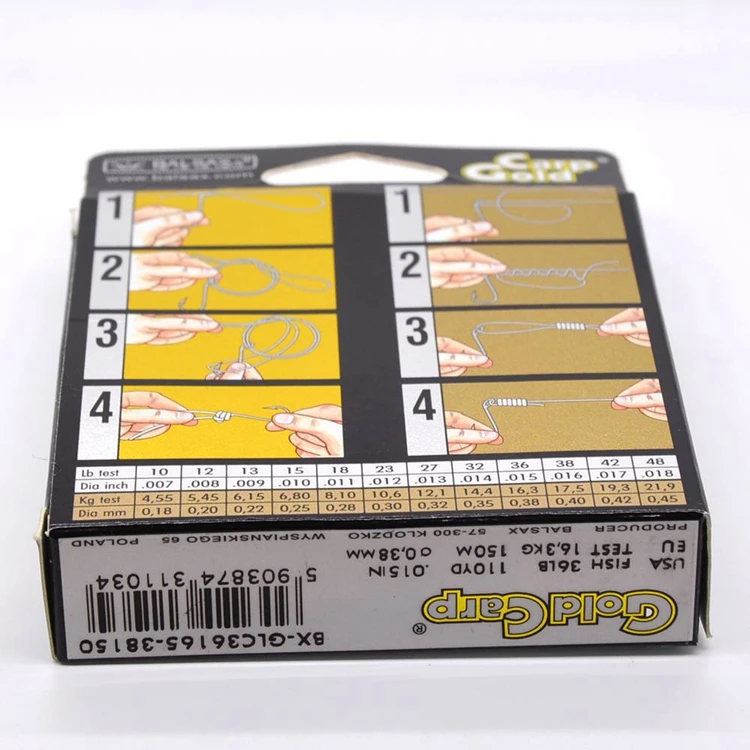 BALSAX®
www.balsax.com
Carp
Gold®
1
2
3
4
1
2
3
4
Lb test 10 12 13 15 18 23 27 32 36 38 42 48
Dia inch .007 .008 .009 .010 .011 .012 .013 .014 .015 .016 .017 .018
Kg test 4,55 5,45 6,15 6,80 8,10 10,6 12,1 14,4 16,3 17,5 19,3 21,9
Dia mm 0,18 0,20 0,22 0,25 0,28 0,30 0,32 0,35 0,38 0,40 0,42 0,45
Gold Carp®
BX-GLC36165-38150
5 903874 311034
USA FISH 36LB 110YD .015IN
EU TEST 16,3KG 150M Ø0,38MM
PRODUCER BALSAX 57-300 KLODZKO WYSPIANSKIEGO 65 POLAND